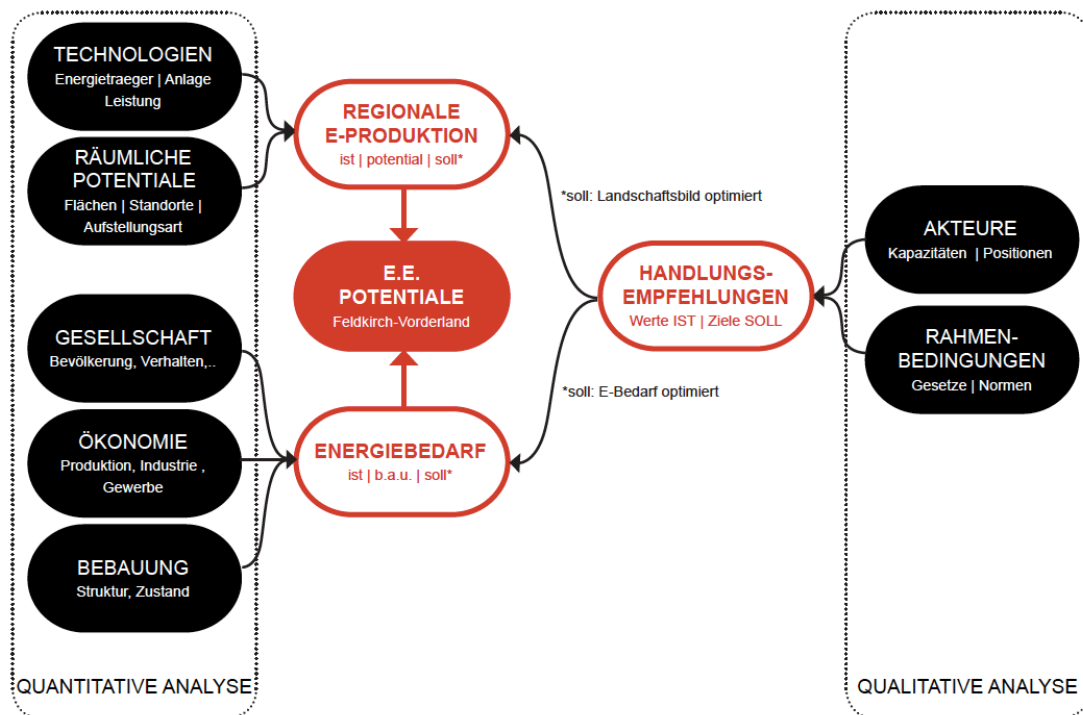 TECHNOLOGIEN
Energietraeger | Anlage
Leistung
RÄUMLICHE
POTENTIALE
Flächen | Standorte |
Aufstellungsart
GESELLSCHAFT
Bevölkerung, Verhalten,..
ÖKONOMIE
Produktion, Industrie ,
Gewerbe
BEBAUUNG
Struktur, Zustand
QUANTITATIVE ANALYSE
REGIONALE
E-PRODUKTION
ist | potential | soll*
E.E.
POTENTIALE
Feldkirch-Vorderland
ENERGIEBEDARF
ist | b.a.u. | soll*
*soll: Landschaftsbild optimiert
HANDLUNGS-
EMPFEHLUNGEN
Werte IST | Ziele SOLL
*soll: E-Bedarf optimiert
AKTEURE
Kapazitäten | Positionen
RAHMEN-
BEDINGUNGEN
Gesetze | Normen
QUALITATIVE ANALYSE